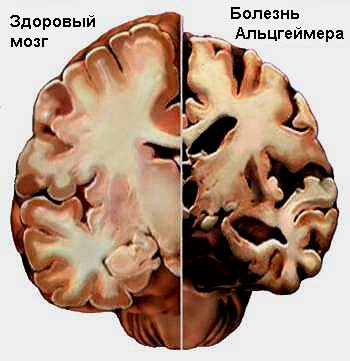 Здоровый
мозг
Болезнь
Альцгеймера